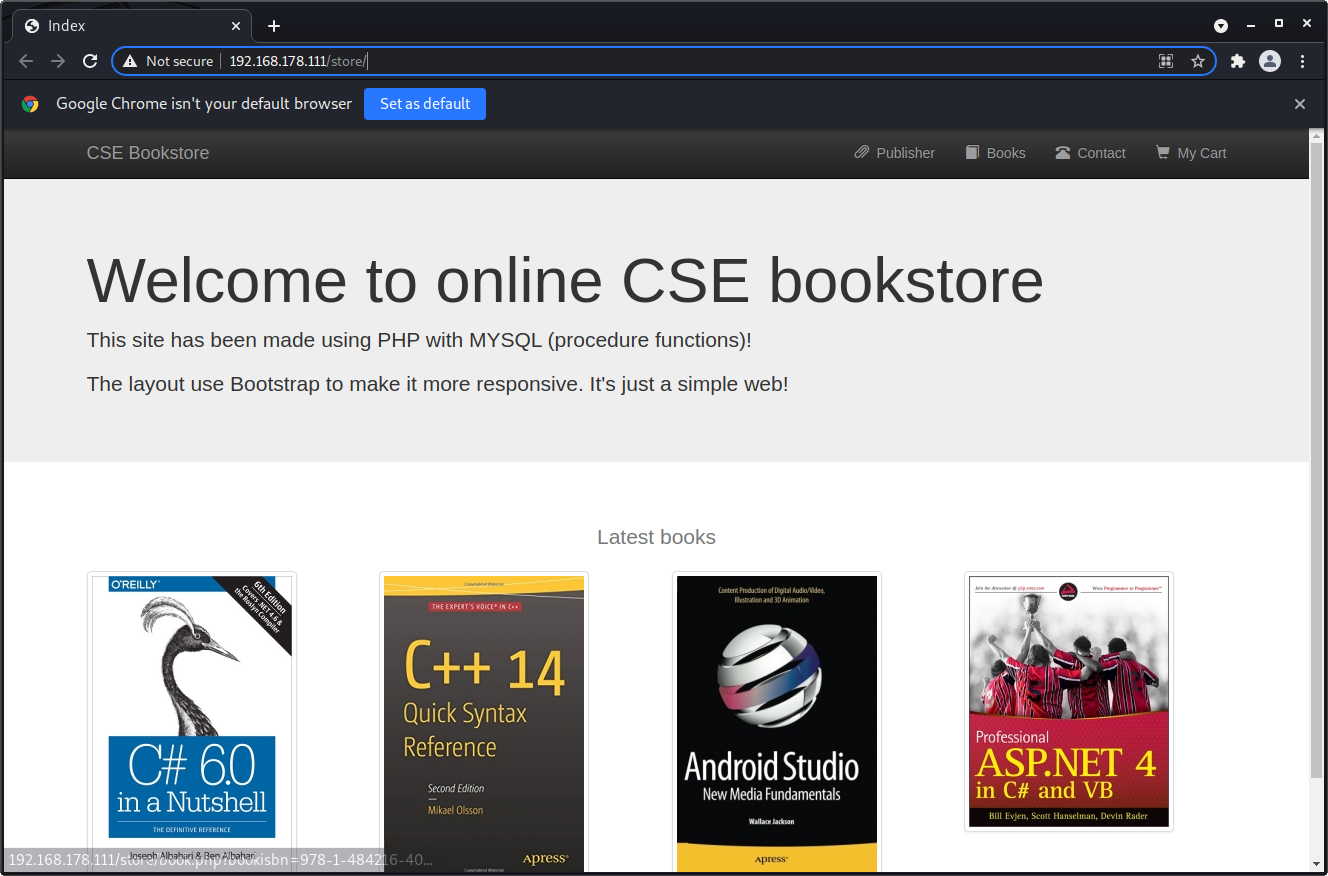 Index
Not secure 192.168.178.111/store/
Google Chrome isn't your default browser Set as default
CSE Bookstore Publisher Books Contact My Cart
Welcome to online CSE bookstore
This site has been made using PHP with MYSQL (procedure functions)!
The layout use Bootstrap to make it more responsive. It's just a simple web!
Latest books
O'REILLY®
6th Edition
Covers .NET 4.6 &
the Roslyn Compiler
C# 6.0
in a Nutshell
THE DEFINITIVE REFERENCE
Joseph Albahari & Ben Albahari
THE EXPERT'S VOICE® IN C++
C++ 14
Quick Syntax
Reference
Second Edition
Mikael Olsson
Apress®
Content Production of Digital Audio/Video,
Illustration and 3D Animation
Android Studio
New Media Fundamentals
Wallace Jackson
Apress®
Join the discussion @ p2p.wrox.com
Wrox Programmer to Programmer™
Professional
ASP.NET 4
in C# and VB
Bill Evjen, Scott Hanselman, Devin Rader
192.168.178.111/store/book.php?bookisbn=978-1-484216-40...